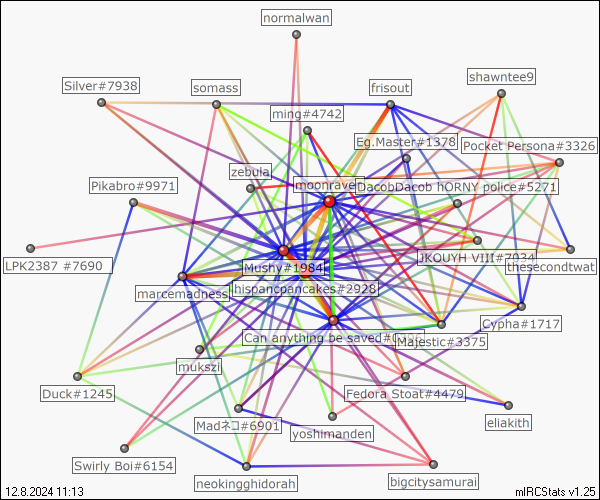 normalwan
Silver#7938
somass
frisout
shawntee9
ming#4742
Eg.Master#1378
Pocket Persona#3326
zebula
Pikabro#9971
moonrave
DacobDacob hORNY police#5271
LPK2387 #7690
Mushy#1984
JKQUYH VIII#7034
thesecondtwat
marcemadness
hispancpancakes#2928
Cypha#1717
Can anything be saved#0
Majestic#3375
mukszi
Duck#1245
Fedora Stoat#4479
eliakith
Madネコ#6901
yoshimanden
Swirly Boi#6154
neokingghidorah
bigcitysamurai
12.8.2024 11:13
mIRCStats v1.25